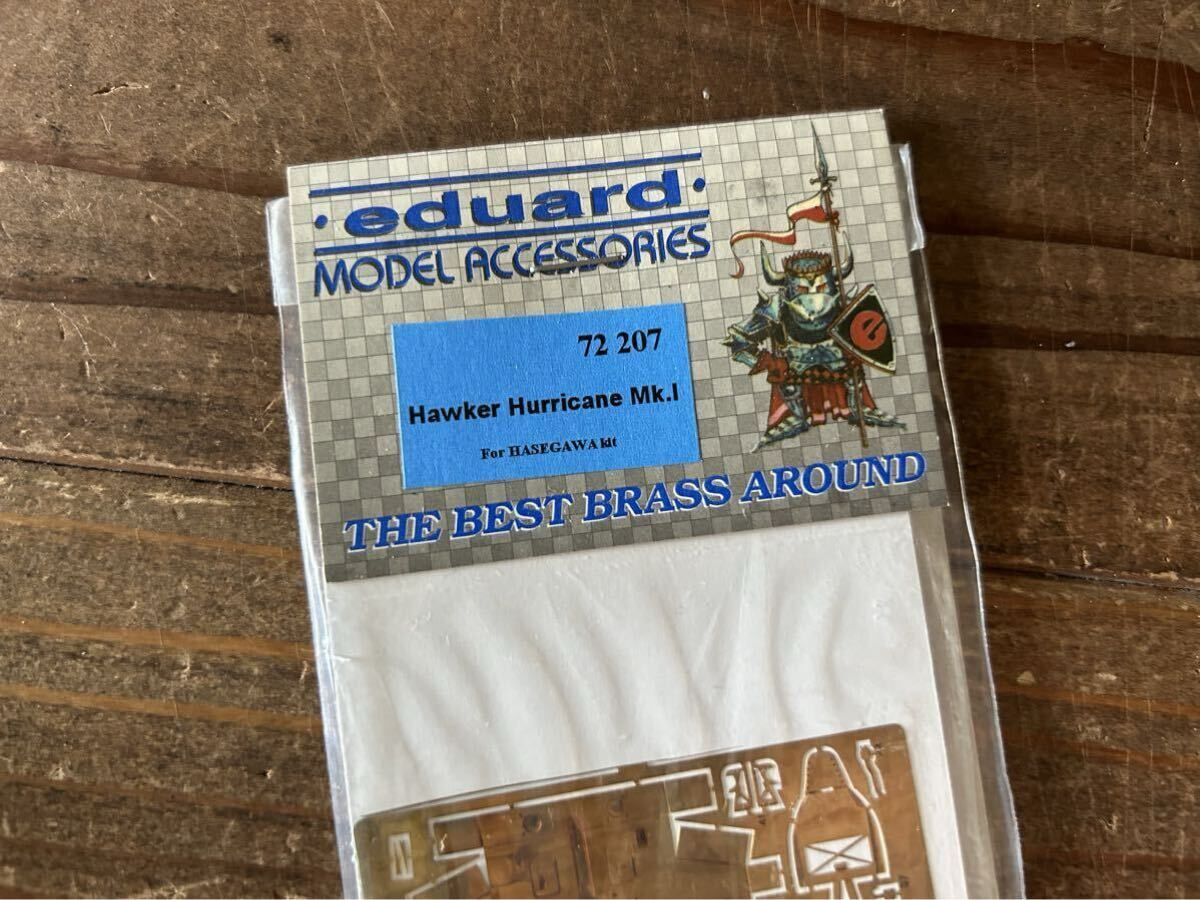 · eduard ·
MODEL ACCESSORIES
e
72 207
Hawker Hurricane Mk.I
For HASEGAWA kit
THE BEST BRASS AROUND